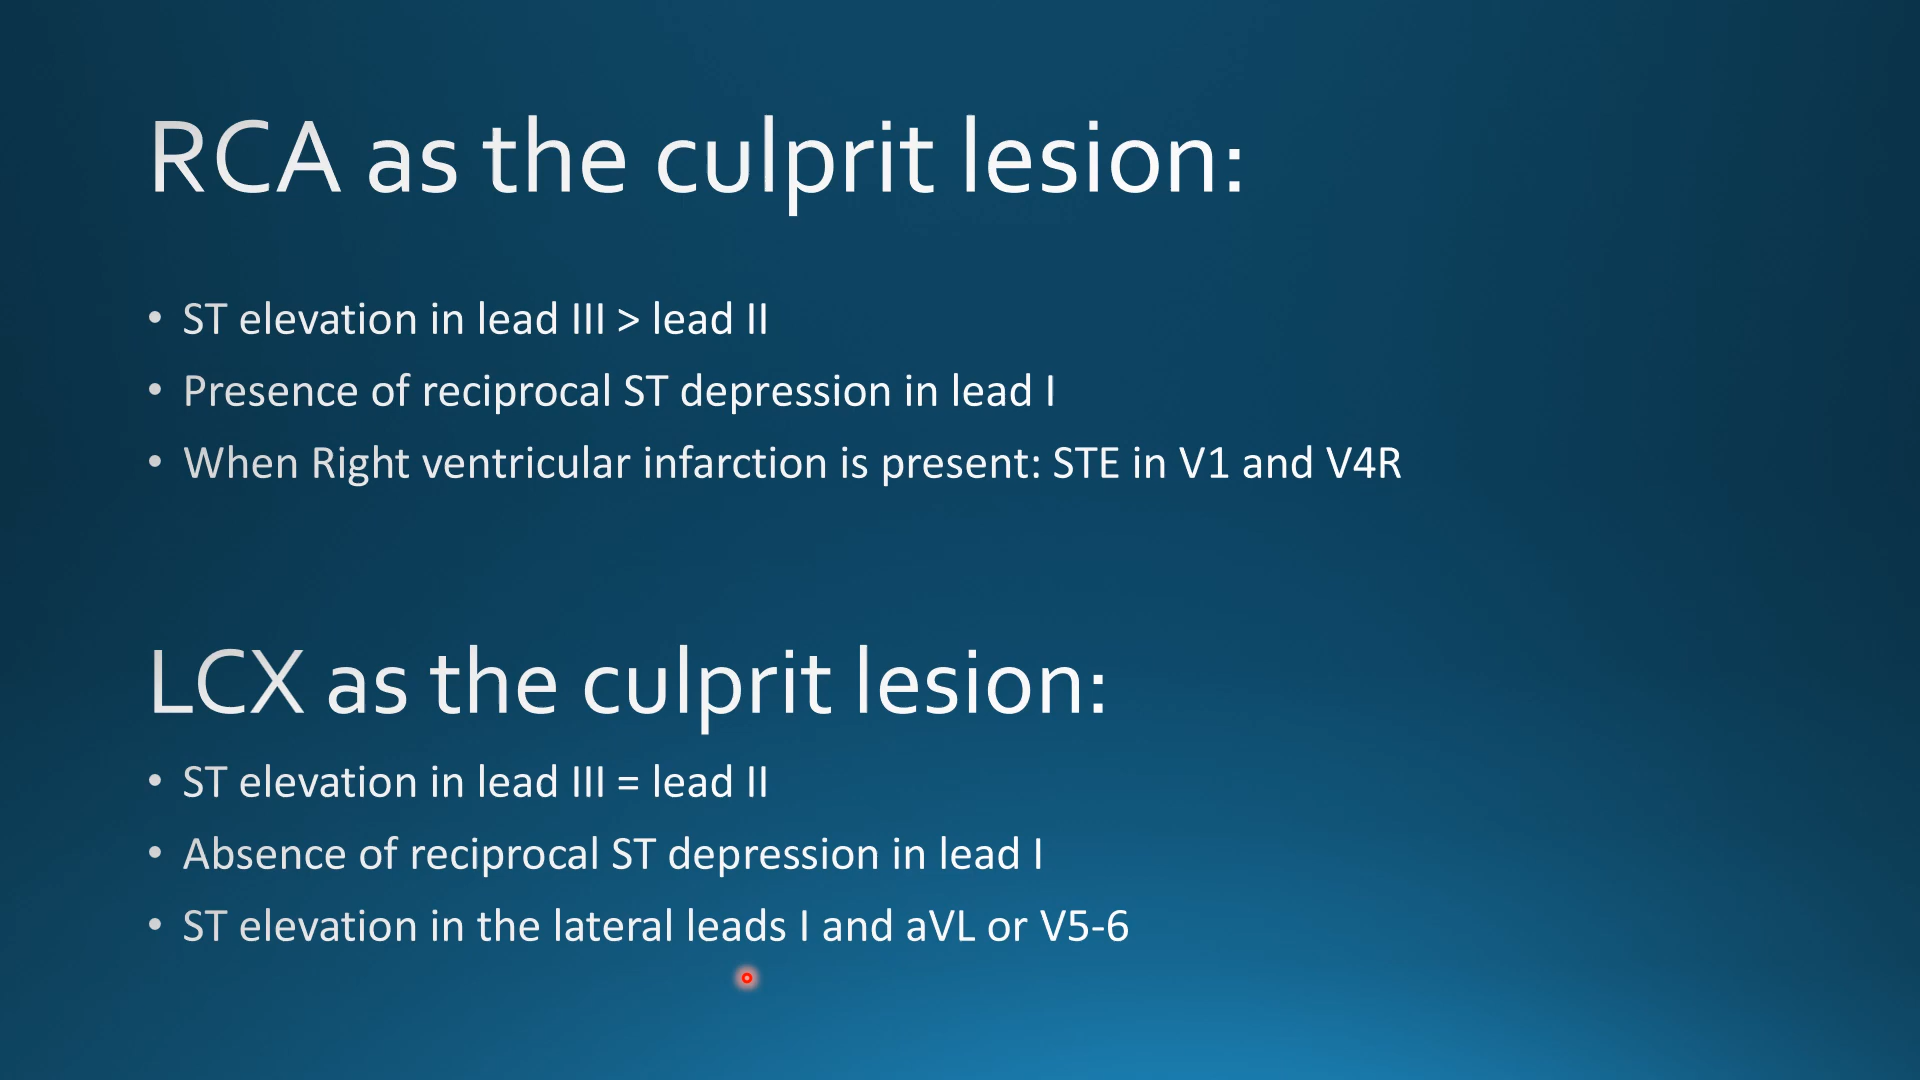 RCA as the culprit lesion:
• ST elevation in lead III > lead II
• Presence of reciprocal ST depression in lead I
• When Right ventricular infarction is present: STE in V1 and V4R
LCX as the culprit lesion:
• ST elevation in lead III = lead II
• Absence of reciprocal ST depression in lead I
• ST elevation in the lateral leads I and aVL or V5-6